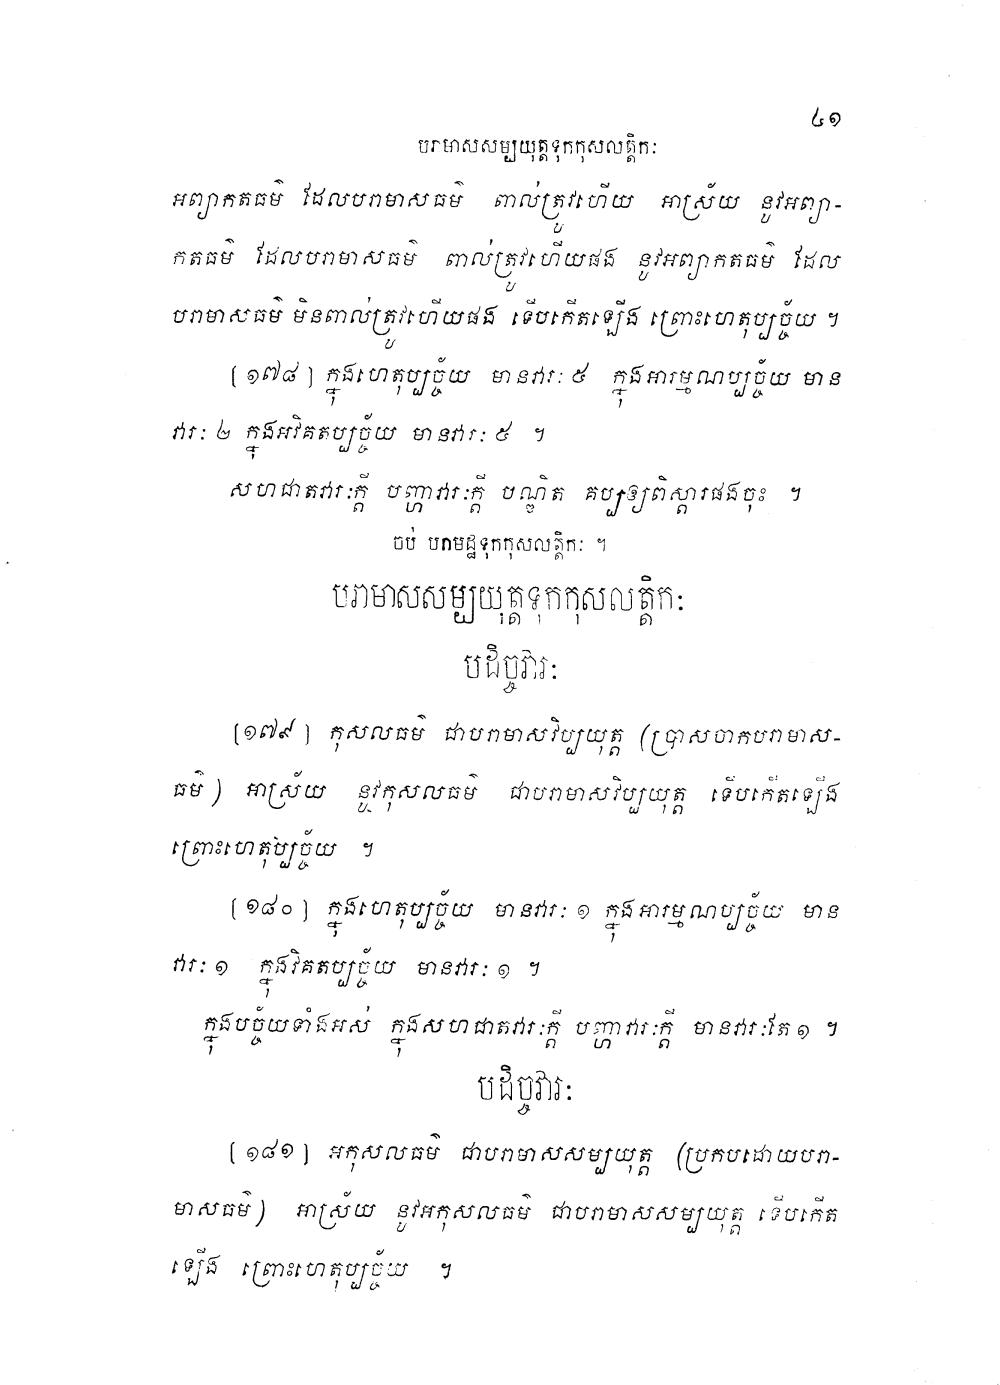 ៤១
បរាមាសសម្បយុត្តទុកកុសលត្តិកៈ
អព្យាកតធម៌ ដែលបរាមាសធម៌ ពាល់ត្រូវហើយ អាស្រ័យ នូវអព្យា-
កតធម៌ ដែលបរាមាសធម៌ ពាល់ត្រូវហើយផង នូវអព្យាកតធម៌ ដែល
បរាមាសធម៌ មិនពាល់ត្រូវហើយផង ទើបកើតឡើង ព្រោះហេតុប្បច្ច័យ ។
[១៧៨] ក្នុងហេតុប្បច្ច័យ មានវារៈ ៥ ក្នុងអារម្មណប្បច្ច័យ មាន
វារៈ ២ ក្នុងអវិគតប្បច្ច័យ មានវារៈ ៥ ។
សហជាតវារៈក្តី បញ្ហាវារៈក្តី បណ្ឌិត គប្បីឲ្យពិស្តារផងចុះ ។
ចប់ បរាមដ្ឋទុកកុសលត្តិកៈ ។
បរាមាសសម្បយុត្តទុកកុសលត្តិកៈ
បដិច្ចវារៈ
[១៧៩] កុសលធម៌ ជាបរាមាសវិប្បយុត្ត (ប្រាសចាកបរាមាស-
ធម៌) អាស្រ័យ នូវកុសលធម៌ ជាបរាមាសវិប្បយុត្ត ទើបកើតឡើង
ព្រោះហេតុប្បច្ច័យ ។
[១៨០] ក្នុងហេតុប្បច្ច័យ មានវារៈ ១ ក្នុងអារម្មណប្បច្ច័យ មាន
វារៈ ១ ក្នុងវិគតប្បច្ច័យ មានវារៈ ១ ។
ក្នុងបច្ច័យទាំងអស់ ក្នុងសហជាតវារៈក្តី បញ្ហាវារៈក្តី មានវារៈតែ ១ ។
បដិច្ចវារៈ
[១៨១] អកុសលធម៌ ជាបរាមាសសម្បយុត្ត (ប្រកបដោយបរា-
មាសធម៌) អាស្រ័យ នូវអកុសលធម៌ ជាបរាមាសសម្បយុត្ត ទើបកើត
ឡើង ព្រោះហេតុប្បច្ច័យ ។